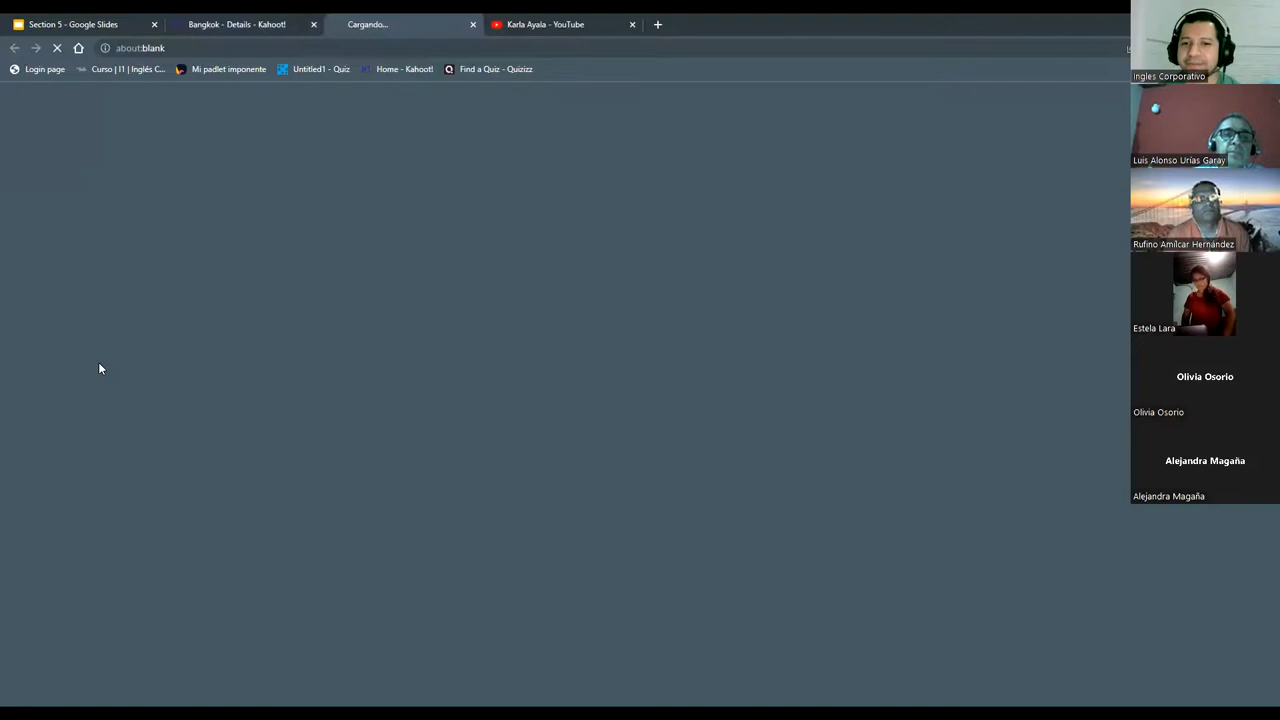 Section 5 - Google Slides
Bangkok - Details - Kahoot!
Cargando...
Karla Ayala - YouTube
about:blank
Login page
Curso | I1 | Inglés C...
Mi padlet imponente
Untitled1 - Quiz
Home - Kahoot!
Find a Quiz - Quizizz
Ingles Corporativo
Luis Alonso Urías Garay
Rufino Amílcar Hernández
Estela Lara
Olivia Osorio
Olivia Osorio
Alejandra Magaña
Alejandra Magaña